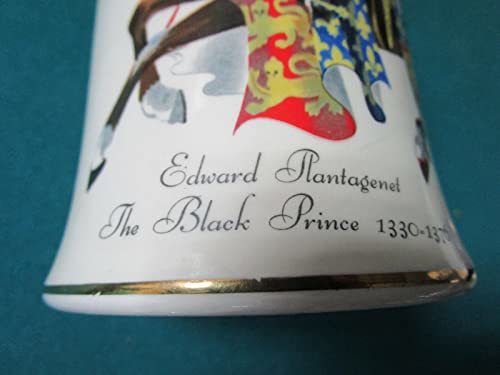 Edward Plantagenet
The Black Prince 1330-137